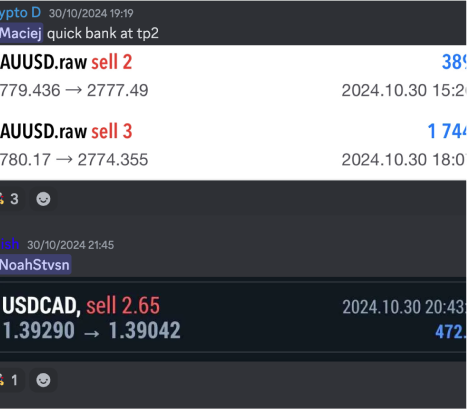 ypto D 30/10/2024 19:19
Maciej quick bank at tp2
AUUSD.raw sell 2 389
779.436 → 2777.49 2024.10.30 15:20
AUUSD.raw sell 3 1 744
780.17 → 2774.355 2024.10.30 18:0
3
ish 30/10/2024 21:45
NoahStvsn
USDCAD, sell 2.65 2024.10.30 20:43
1.39290 → 1.39042 472.
1